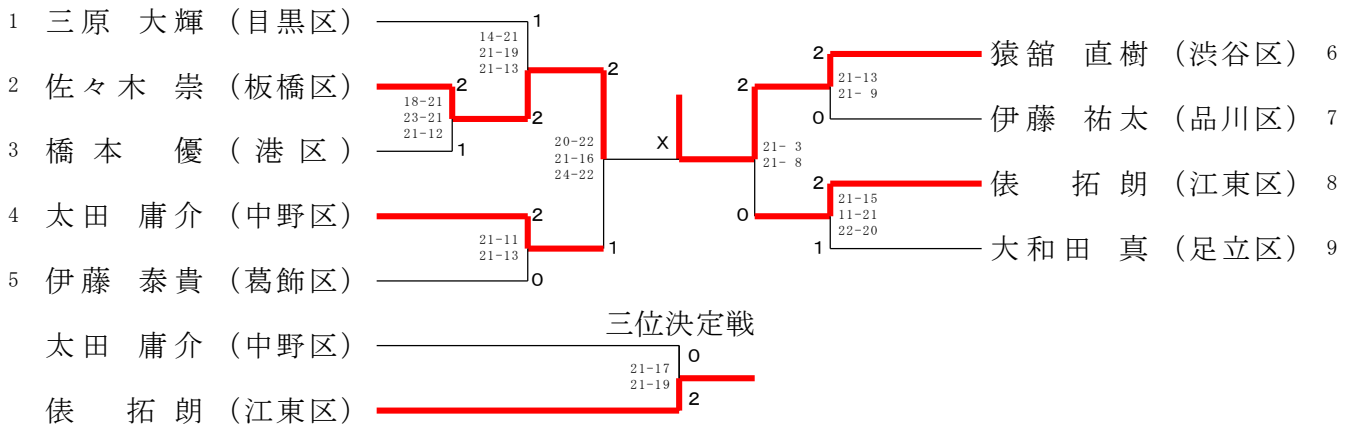 1 三原 大輝 (目黒区)
1
14-21
21-19
21-13
2 佐々木 崇 (板橋区)
2
18-21
23-21
21-12
2
2
3 橋本 優 (港区)
1
20-22
21-16
24-22
X
4 太田 庸介 (中野区)
2
21-11
21-13
1
5 伊藤 泰貴 (葛飾区)
0
2
猿舘 直樹 (渋谷区) 6
21-13
21- 9
2
0
伊藤 祐太 (品川区) 7
21- 3
21- 8
2
俵 拓朗 (江東区) 8
21-15
11-21
22-20
0
1
大和田 真 (足立区) 9
三位決定戦
太田 庸介 (中野区)
0
21-17
21-19
俵 拓朗 (江東区)
2